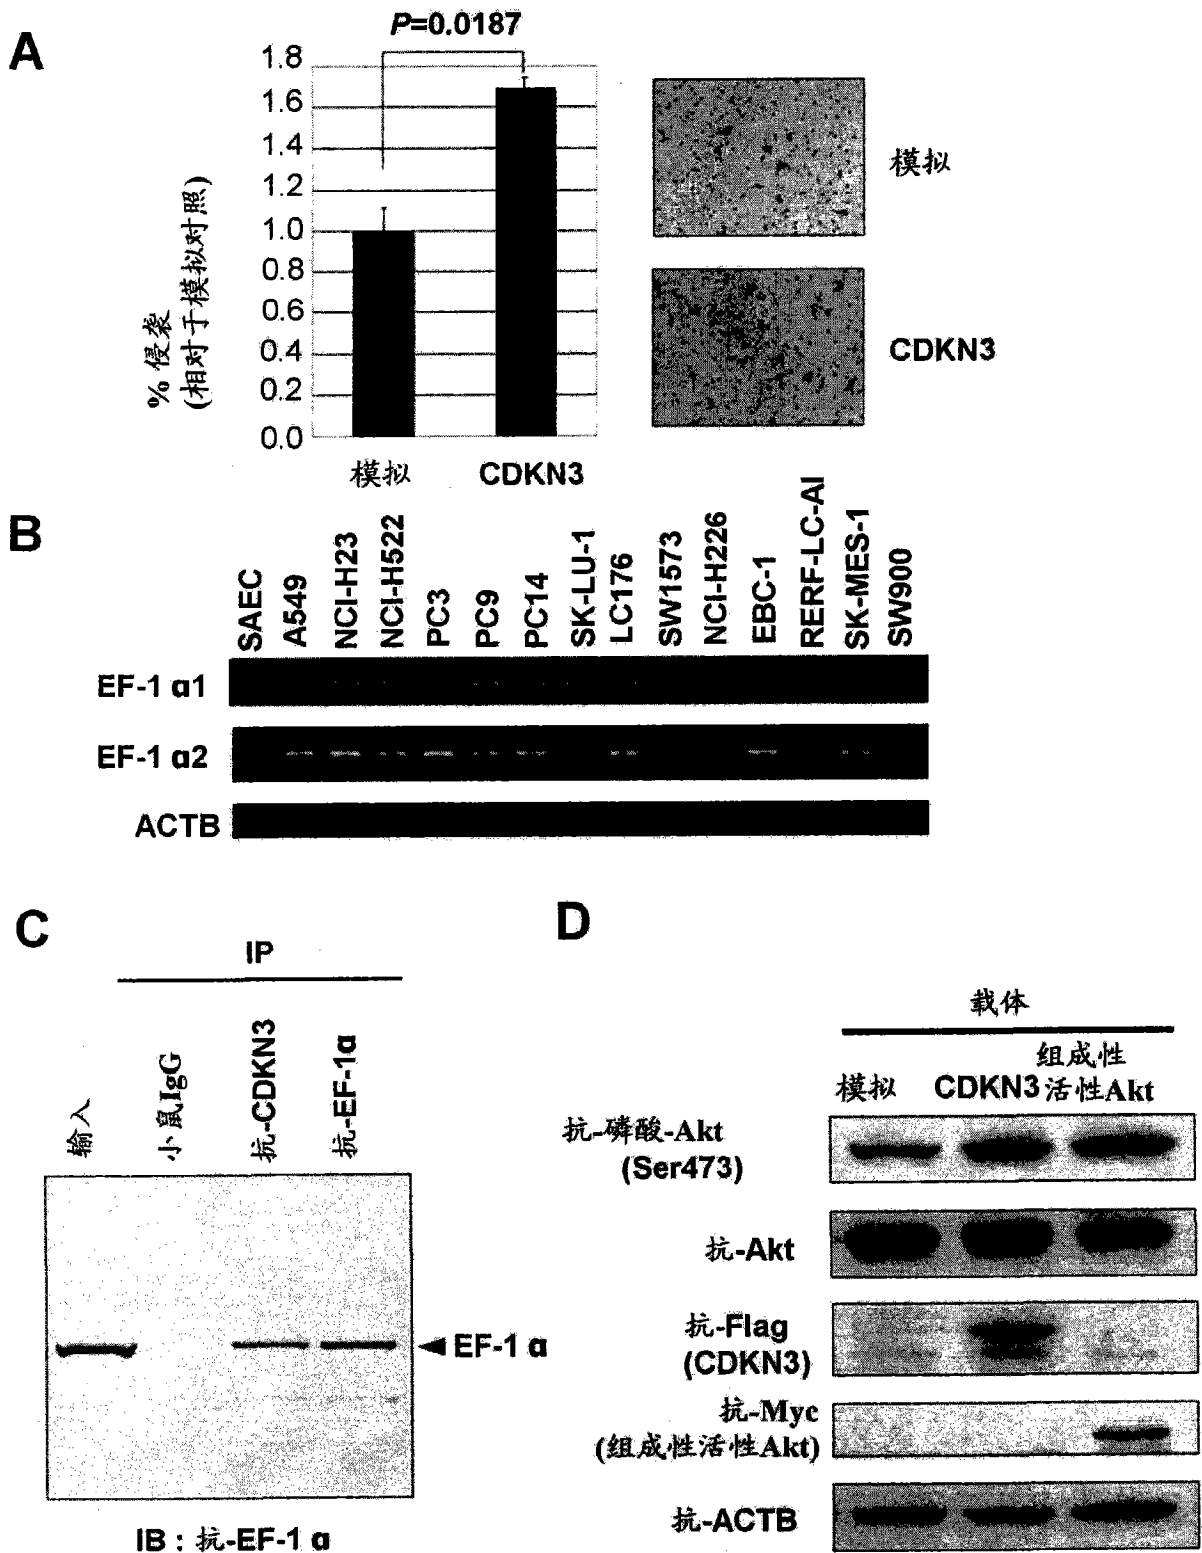 A
P=0.0187
1.8
1.6
1.4
1.2
1.0
0.8
0.6
0.4
0.2
0.0
% 侵袭
(相对于模拟对照)
模拟
CDKN3
模拟
CDKN3
B
SAEC
A549
NCI-H23
NCI-H522
PC3
PC9
PC14
SK-LU-1
LC176
SW1573
NCI-H226
EBC-1
RERF-LC-AI
SK-MES-1
SW900
EF-1 α1
EF-1 α2
ACTB
C
IP
输入
小鼠IgG
抗-CDKN3
抗-EF-1α
EF-1 α
IB : 抗-EF-1 α
D
载体
模拟
CDKN3
组成性
活性Akt
抗-磷酸-Akt
(Ser473)
抗-Akt
抗-Flag
(CDKN3)
抗-Myc
(组成性活性Akt)
抗-ACTB